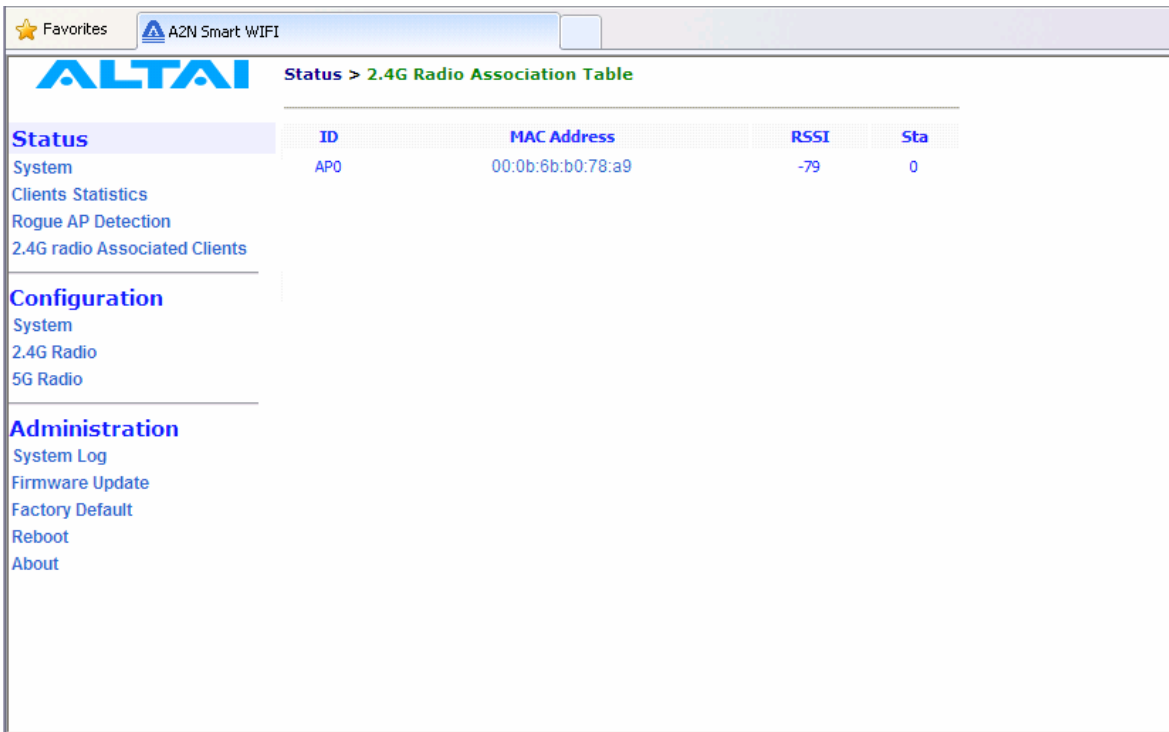 Favorites
A2N Smart WIFI
ALTAI
Status > 2.4G Radio Association Table
ID MAC Address RSSI Sta
AP0 00:0b:6b:b0:78:a9 -79 0
Status
System
Clients Statistics
Rogue AP Detection
2.4G radio Associated Clients
Configuration
System
2.4G Radio
5G Radio
Administration
System Log
Firmware Update
Factory Default
Reboot
About